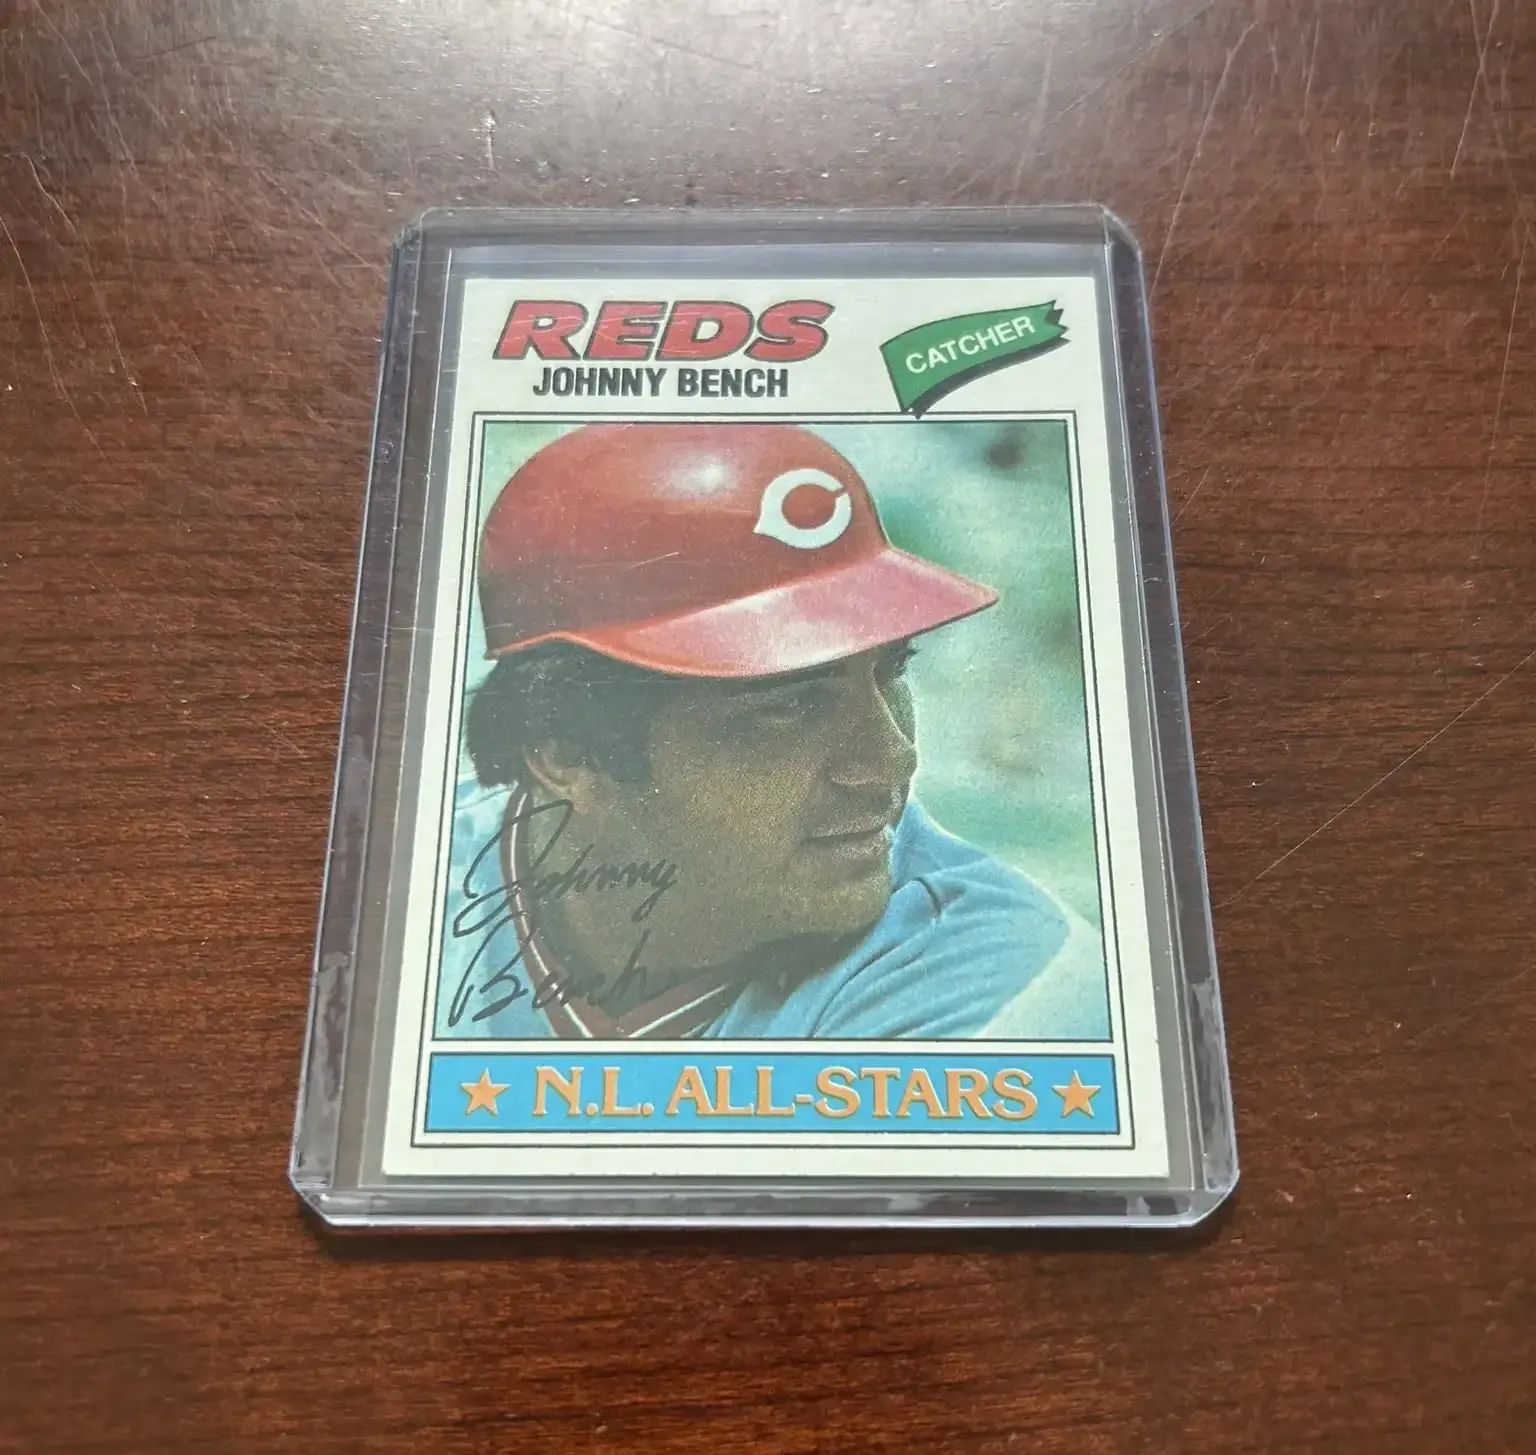 REDS
JOHNNY BENCH
CATCHER
C
Johnny
Bench
★ N.L. ALL-STARS ★